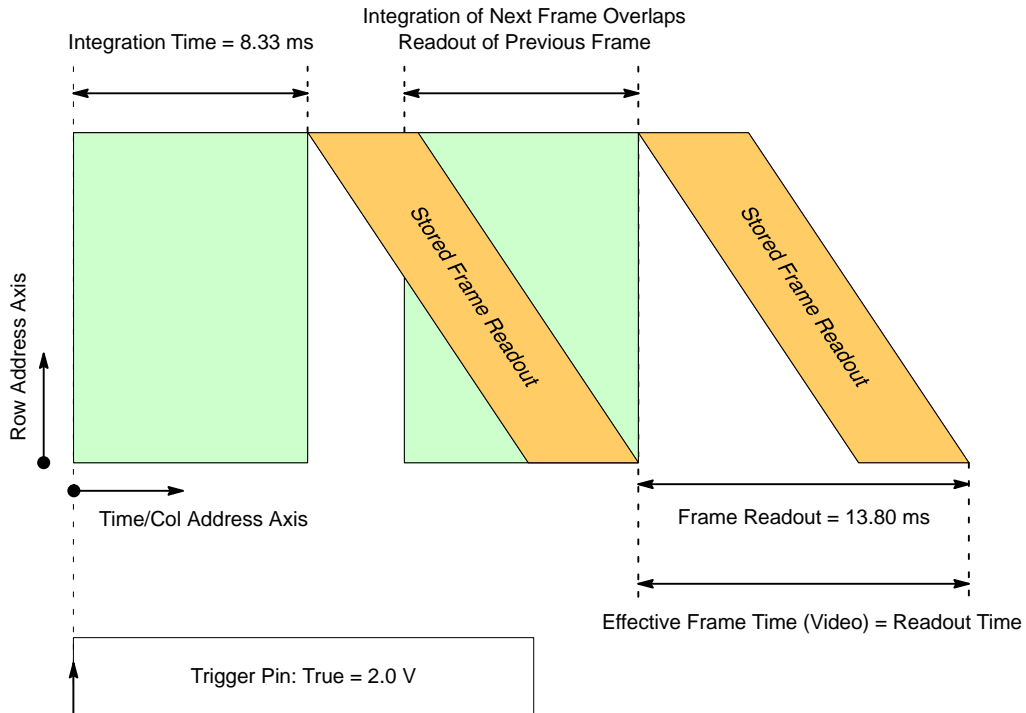 Integration of Next Frame Overlaps
Integration Time = 8.33 ms
Readout of Previous Frame
Stored Frame Readout
Stored Frame Readout
Row Address Axis
Time/Col Address Axis
Frame Readout = 13.80 ms
Effective Frame Time (Video) = Readout Time
Trigger Pin: True = 2.0 V